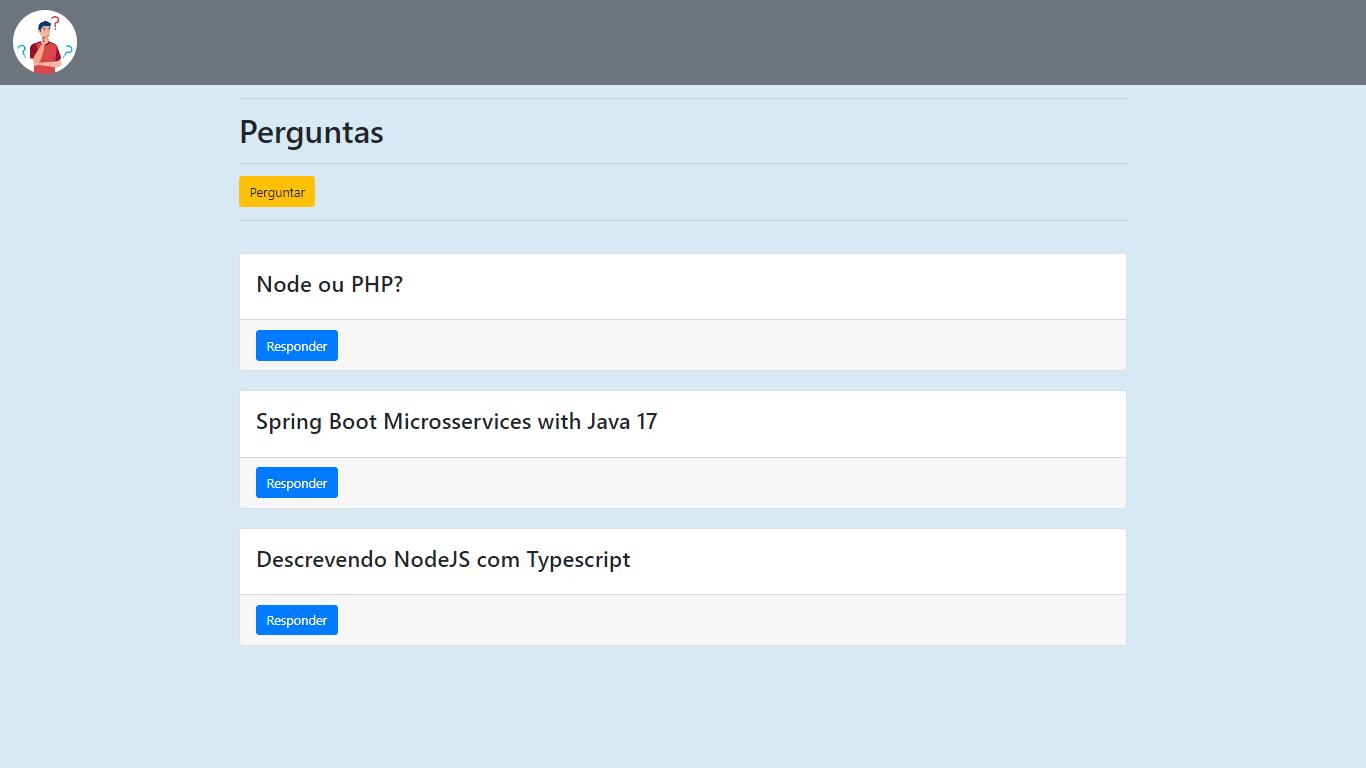 Perguntas
Perguntar
Node ou PHP?
Responder
Spring Boot Microsservices with Java 17
Responder
Descrevendo NodeJS com Typescript
Responder